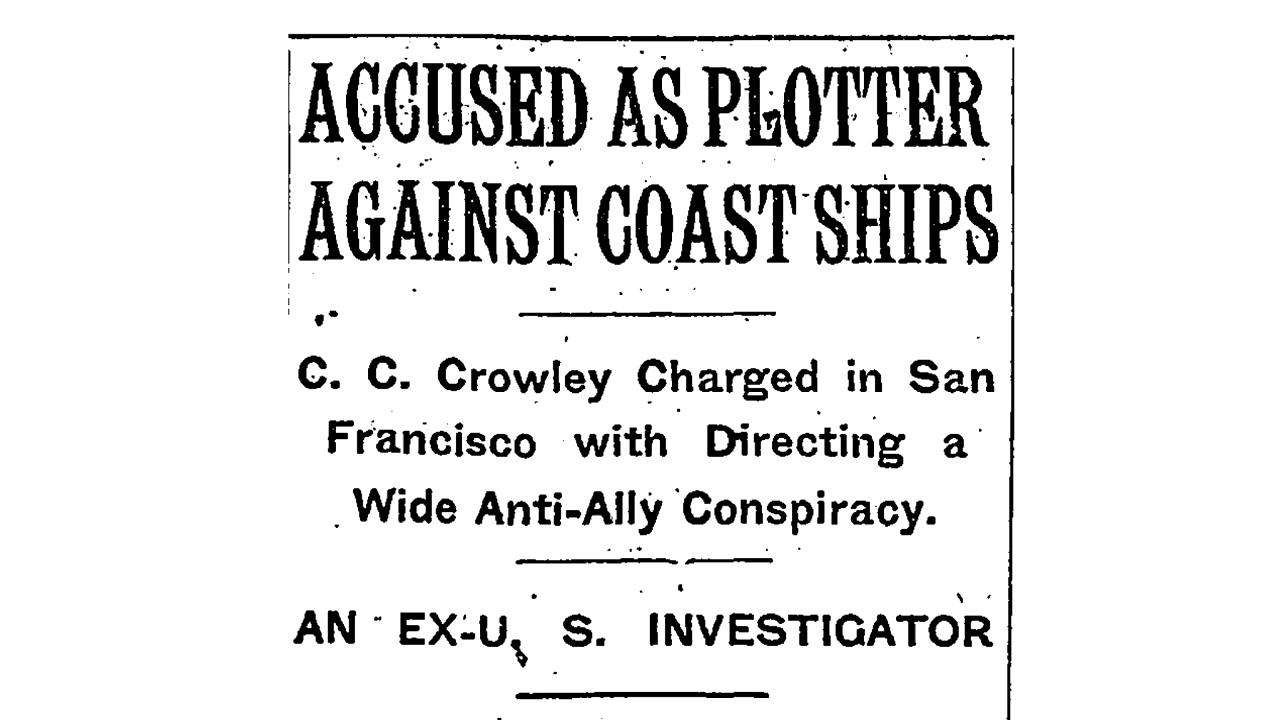 ACCUSED AS PLOTTER
AGAINST COAST SHIPS
C. C. Crowley Charged in San
Francisco with Directing a
Wide Anti-Ally Conspiracy.
AN EX-U. S. INVESTIGATOR